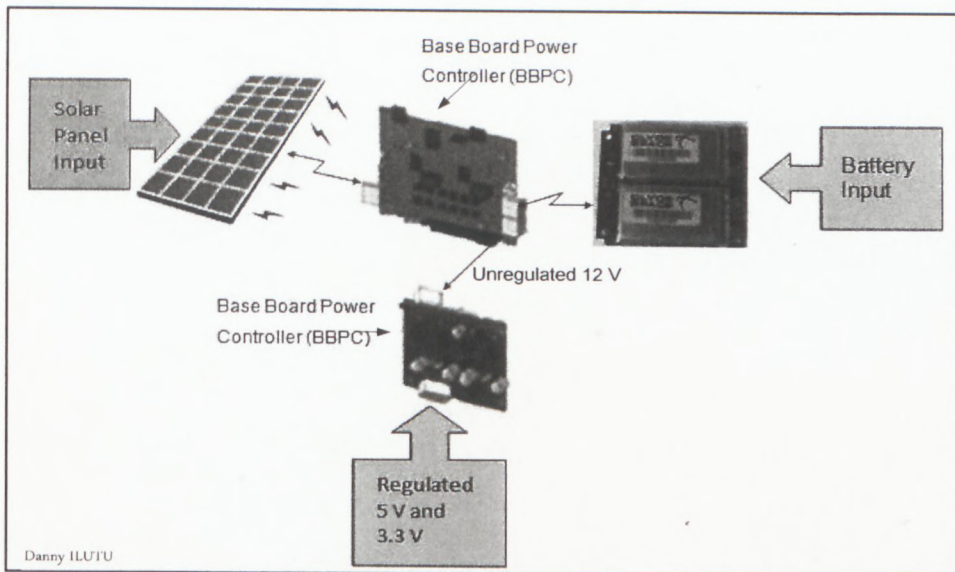 Base Board Power
Controller (BBPC)
Solar
Panel
Input
Battery
Input
Unregulated 12 V
Base Board Power
Controller (BBPC)
Regulated
5 V and
3.3 V
Danny ILUTU